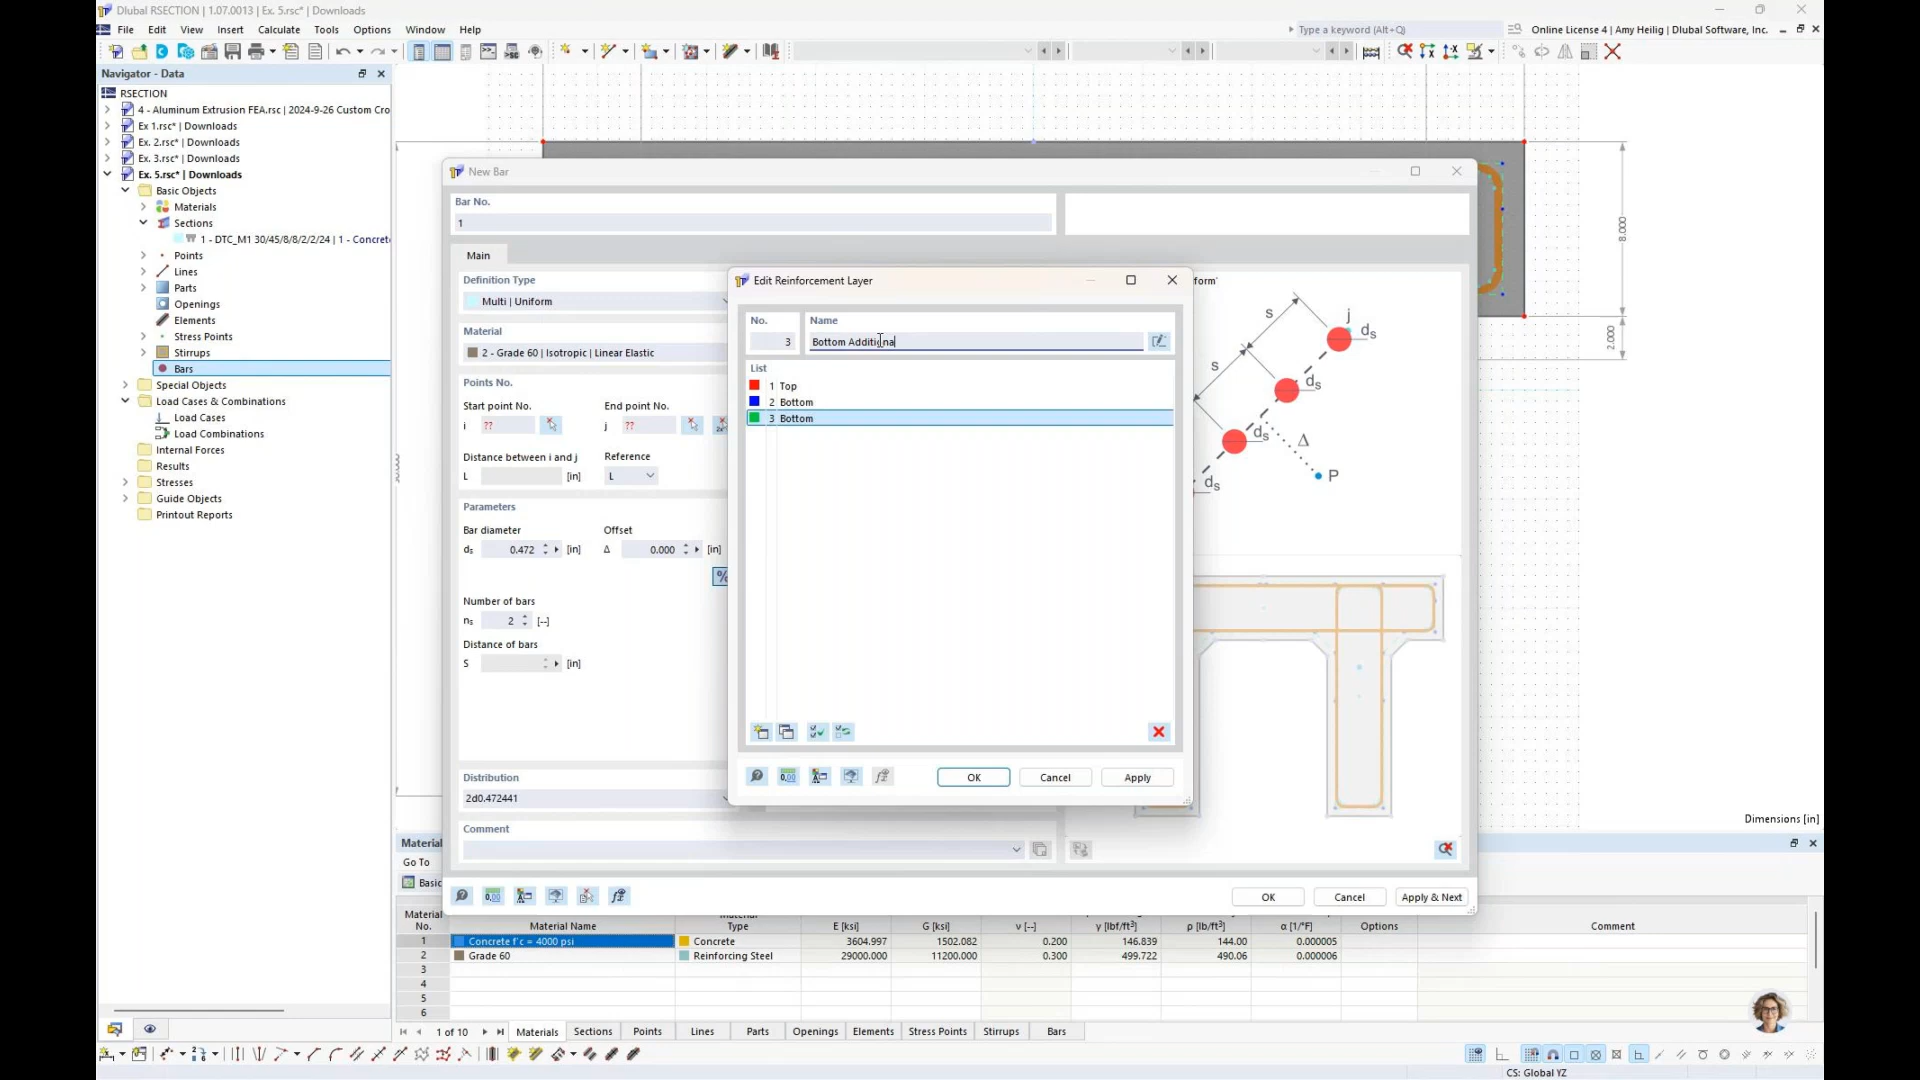 Dlubal RSECTION | 1.07.0013 | Ex. 5.rsc* | Downloads
File Edit View Insert Calculate Tools Options Window Help
Type a keyword (Alt+Q)
Online License 4 | Amy Heilig | Dlubal Software, Inc.
Navigator - Data
RSECTION
4 - Aluminum Extrusion FEA.rsc | 2024-9-26 Custom Cro
Ex 1.rsc* | Downloads
Ex. 2.rsc* | Downloads
Ex. 3.rsc* | Downloads
Ex. 5.rsc* | Downloads
Basic Objects
Materials
Sections
1 - DTC_M1 30/45/8/8/2/2/24 | 1 - Concret
Points
Lines
Parts
Openings
Elements
Stress Points
Stirrups
Bars
Special Objects
Load Cases & Combinations
Load Cases
Load Combinations
Internal Forces
Results
Stresses
Guide Objects
Printout Reports
8.000
2.000
Dimensions [in]
New Bar
Bar No.
1
Main
Definition Type
Multi | Uniform
Material
2 - Grade 60 | Isotropic | Linear Elastic
Points No.
Start point No.
End point No.
i ??
j ??
Distance between i and j
Reference
L [in]
L
Parameters
Bar diameter
Offset
ds 0.472 [in]
Δ 0.000 [in]
Number of bars
ns 2 [--]
Distance of bars
S [in]
Distribution
2d0.472441
Comment
OK Cancel Apply & Next
form'
s
j
ds
s
ds
ds
Δ
P
ds
Edit Reinforcement Layer
No.
Name
3
Bottom Additiona
List
1 Top
2 Bottom
3 Bottom
OK Cancel Apply
Material
Go To
Basic
Material No.
Material Name
Type
E [ksi]
G [ksi]
ν [--]
γ [lbf/ft³]
ρ [lb/ft³]
α [1/°F]
Options
Comment
1 Concrete f'c = 4000 psi Concrete 3604.997 1502.082 0.200 146.839 144.00 0.000005
2 Grade 60 Reinforcing Steel 29000.000 11200.000 0.300 499.722 490.06 0.000006
3
4
5
6
1 of 10 Materials Sections Points Lines Parts Openings Elements Stress Points Stirrups Bars
CS: Global YZ